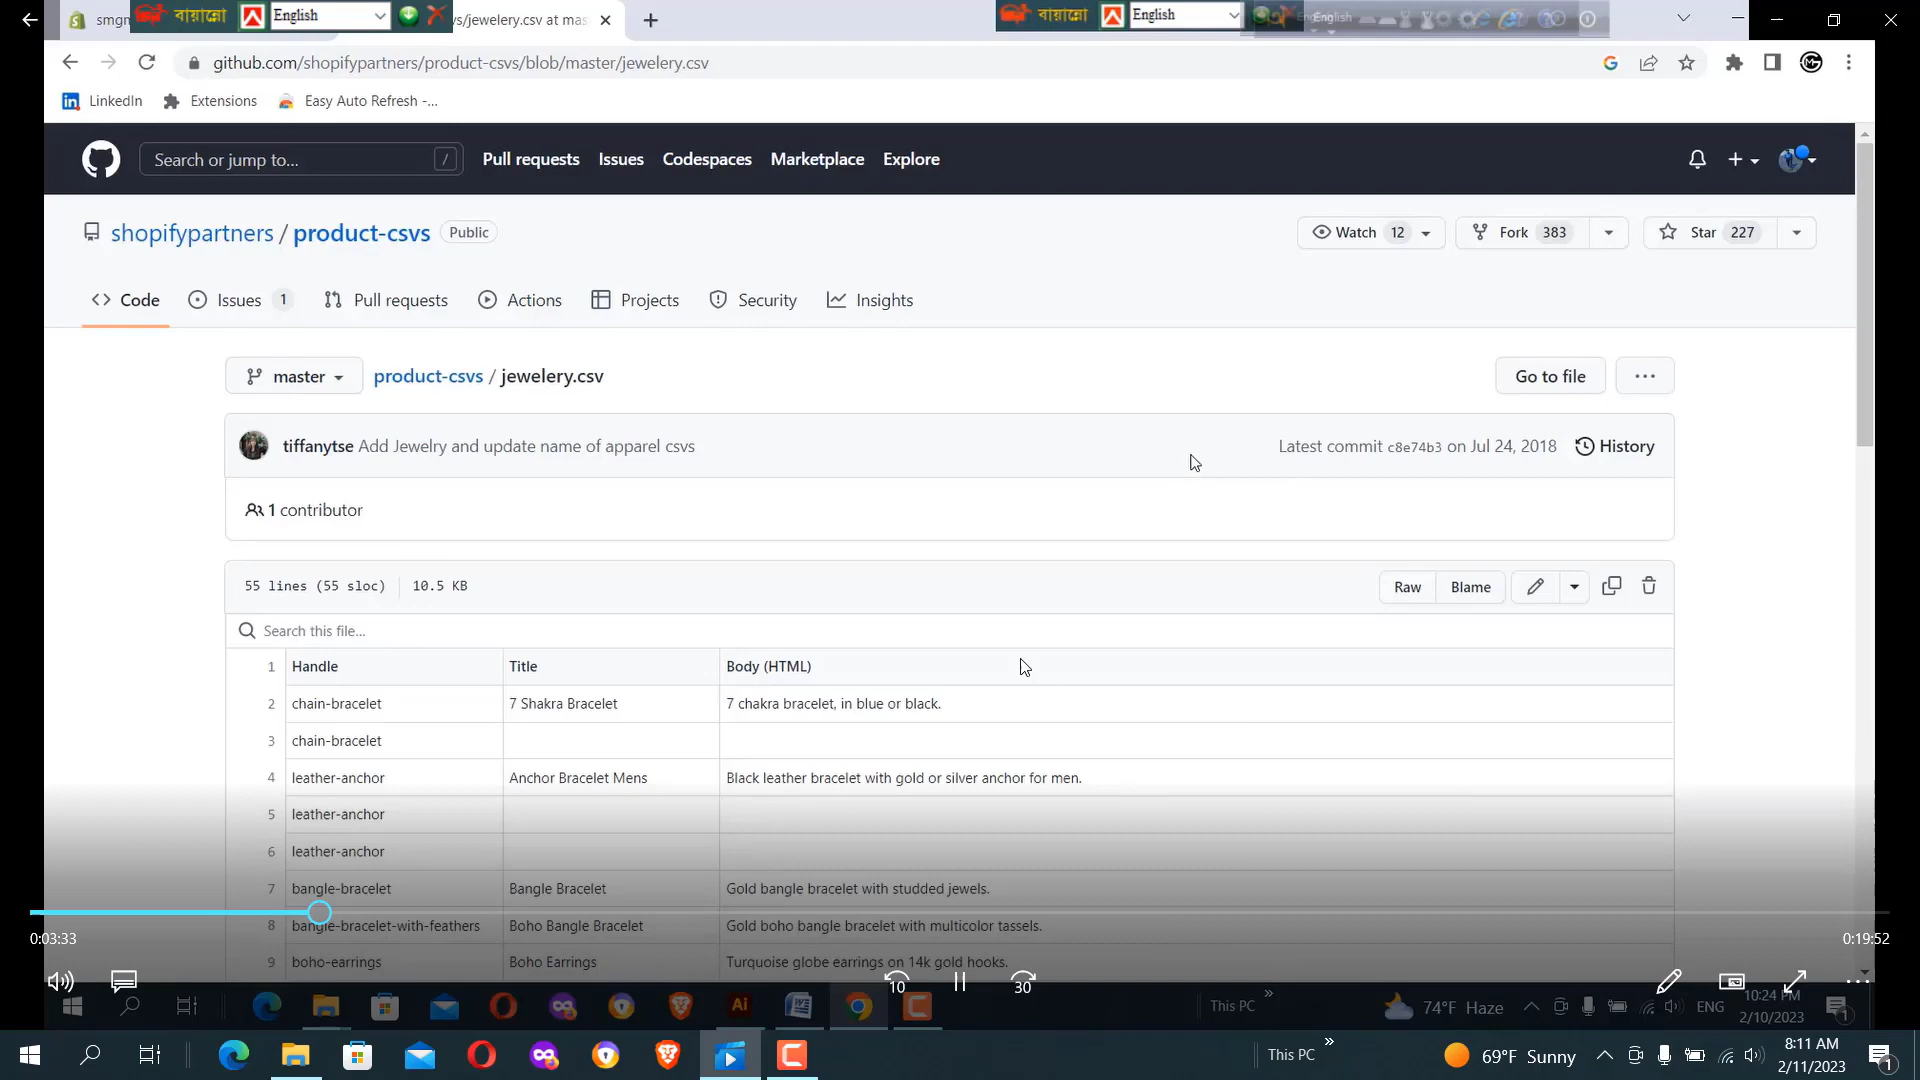 smgm
বায়ান্নো
English
vs/jewelery.csv at mas
বায়ান্নো
English
English
github.com/shopifypartners/product-csvs/blob/master/jewelery.csv
LinkedIn
Extensions
Easy Auto Refresh -...
Search or jump to...
/
Pull requests
Issues
Codespaces
Marketplace
Explore
shopifypartners / product-csvs
Public
Watch 12
Fork 383
Star 227
Code
Issues 1
Pull requests
Actions
Projects
Security
Insights
master
product-csvs / jewelery.csv
Go to file
tiffanytse Add Jewelry and update name of apparel csvs
Latest commit c8e74b3 on Jul 24, 2018
History
1 contributor
55 lines (55 sloc)
10.5 KB
Raw
Blame
Search this file...
1 Handle Title Body (HTML)
2 chain-bracelet 7 Shakra Bracelet 7 chakra bracelet, in blue or black.
3 chain-bracelet
4 leather-anchor Anchor Bracelet Mens Black leather bracelet with gold or silver anchor for men.
5 leather-anchor
6 leather-anchor
7 bangle-bracelet Bangle Bracelet Gold bangle bracelet with studded jewels.
8 bangle-bracelet-with-feathers Boho Bangle Bracelet Gold boho bangle bracelet with multicolor tassels.
9 boho-earrings Boho Earrings Turquoise globe earrings on 14k gold hooks.
0:03:33
0:19:52
10
30
Ai
This PC
74°F Haze
ENG
10:24 PM
2/10/2023
1
This PC
69°F Sunny
8:11 AM
2/11/2023
1